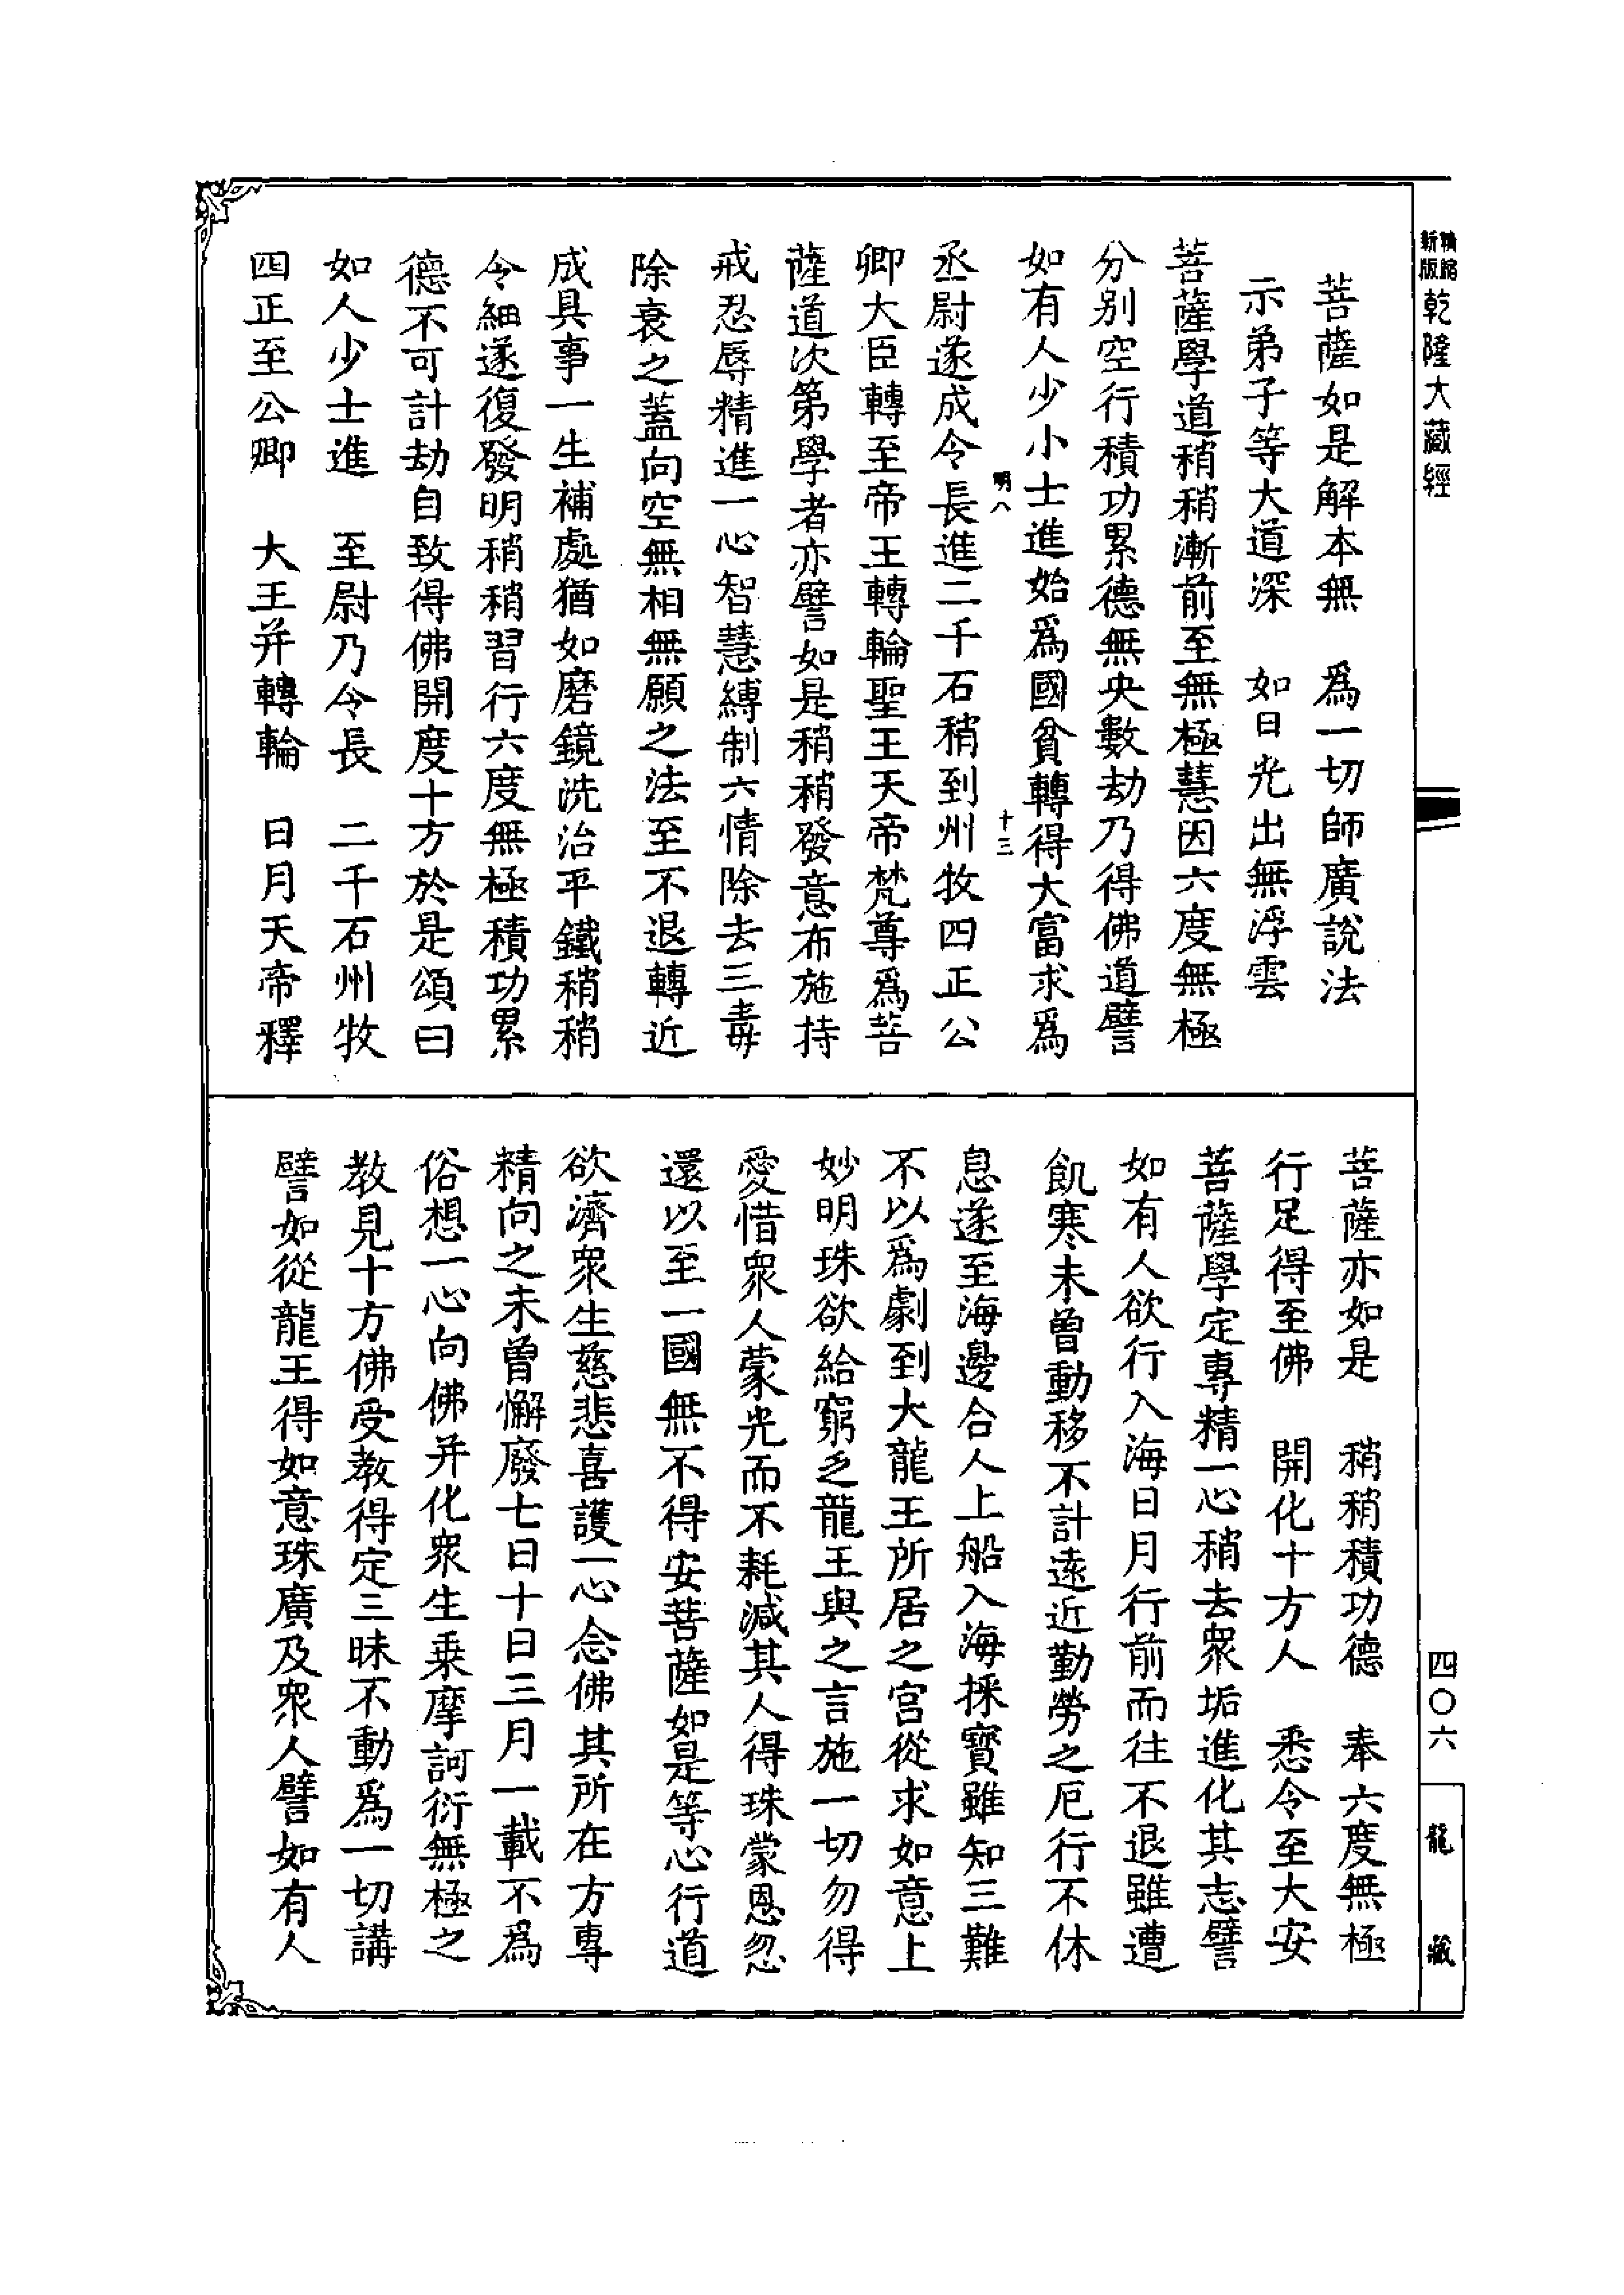 新版
乾隆大藏經
菩薩如是解本無　爲一切師廣說法
示弟子等大道深　如日光出無浮雲
菩薩學道稍稍漸前至無極慧因六度無極
分别空行積功累德無央數劫乃得佛道譬
如有人少小士進始爲國貧轉得大富求爲
明八
十三
丞尉遂成令長進二千石稍到州牧四正公
卿大臣轉至帝王轉輪聖王天帝梵尊爲菩
薩道次第學者亦譬如是稍稍發意布施持
戒忍辱精進一心智慧縛制六情除去三毒
除衰之蓋向空無相無願之法至不退轉近
成具事一生補處猶如磨鏡洗治平鐵稍稍
令細遂復發明稍稍習行六度無極積功累
德不可計劫自致得佛開度十方於是頌曰
如人少士進　至尉乃令長　二千石州牧
四正至公卿　大王并轉輪　日月天帝釋
菩薩亦如是　稍稍積功德　奉六度無極
行足得至佛　開化十方人　悉令至大安
菩薩學定專精一心稍去衆垢進化其志譬
如有人欲行入海日月行前而往不退雖遭
飢寒未曾動移不計遠近勤勞之厄行不休
息遂至海邊合人上船入海採寶雖知三難
不以爲劇到大龍王所居之宮從求如意上
妙明珠欲給窮乏龍王與之言施一切勿得
愛惜衆人蒙光而不耗減其人得珠蒙恩忽
還以至一國無不得安菩薩如是等心行道
欲濟衆生慈悲喜護一心念佛其所在方專
精向之未曾懈廢七日十日三月一載不爲
俗想一心向佛并化衆生乗摩訶衍無極之
教見十方佛受教得定三昧不動爲一切講
譬如從龍王得如意珠廣及衆人譬如有人
四〇六
龍藏